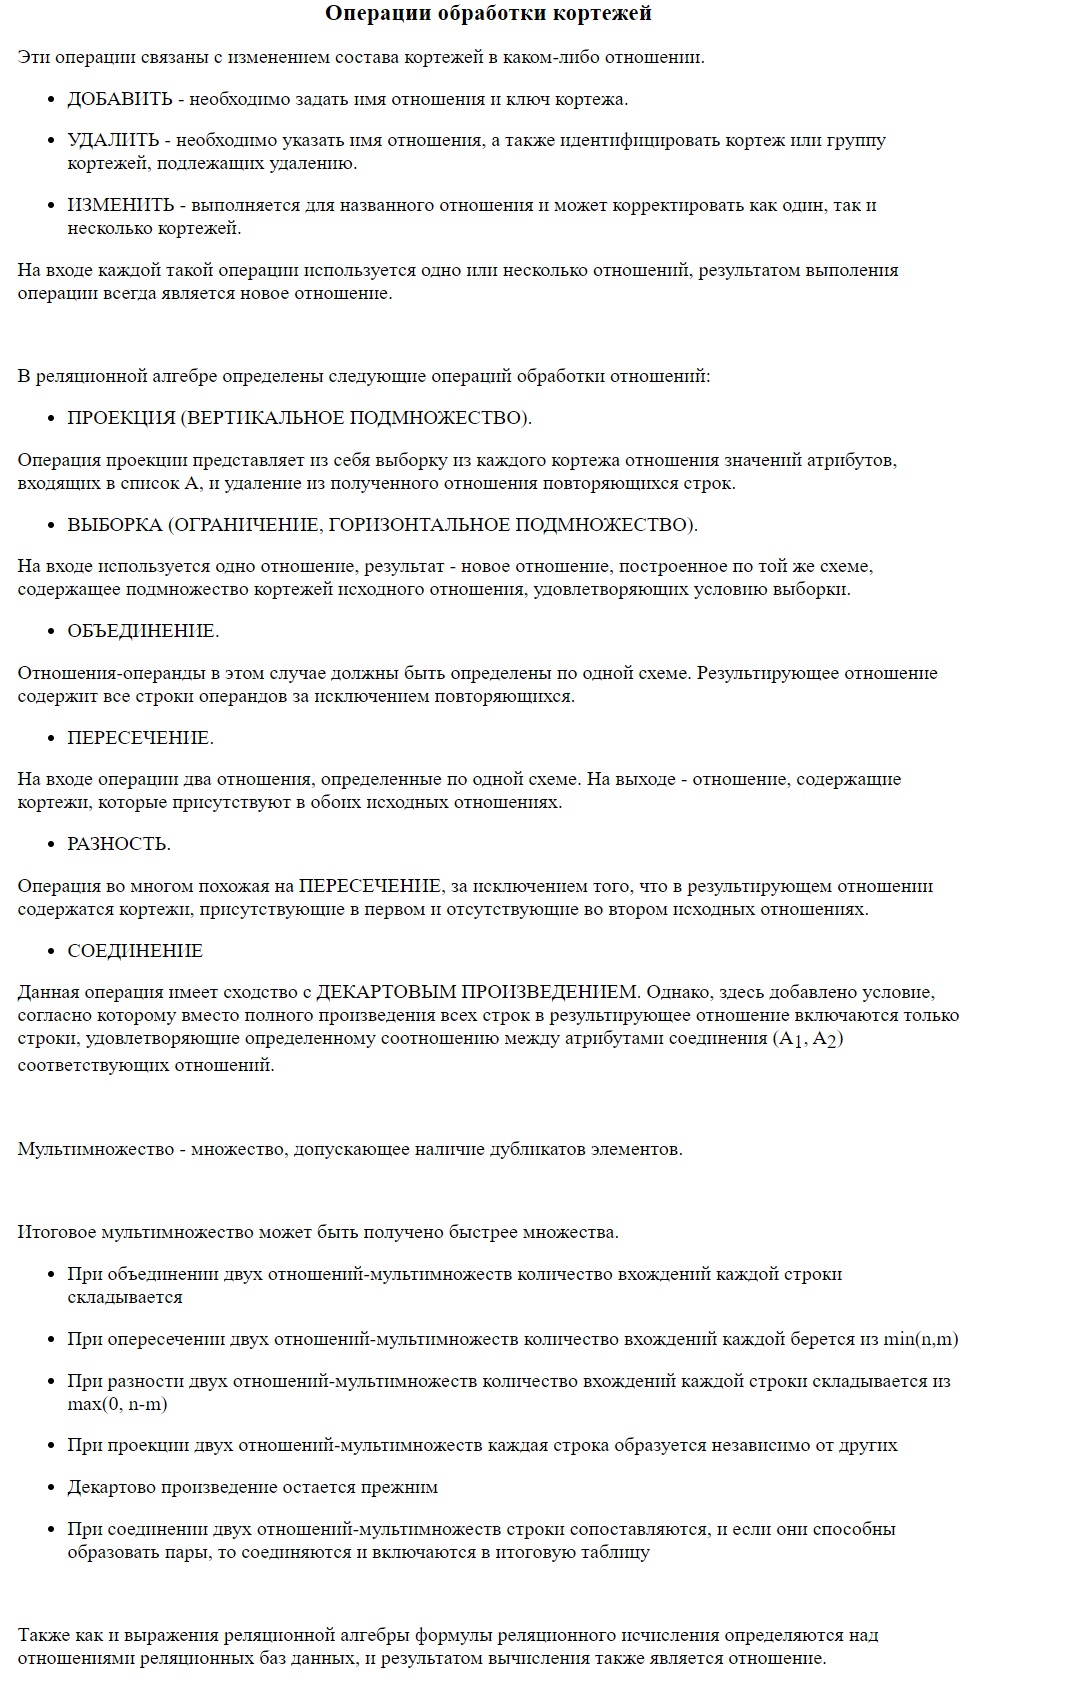 Операции обработки кортежей
Эти операции связаны с изменением состава кортежей в каком-либо отношении.
• ДОБАВИТЬ - необходимо задать имя отношения и ключ кортежа.
• УДАЛИТЬ - необходимо указать имя отношения, а также идентифицировать кортеж или группу
кортежей, подлежащих удалению.
• ИЗМЕНИТЬ - выполняется для названного отношения и может корректировать как один, так и
несколько кортежей.
На входе каждой такой операции используется одно или несколько отношений, результатом выполения
операции всегда является новое отношение.
В реляционной алгебре определены следующие операций обработки отношений:
• ПРОЕКЦИЯ (ВЕРТИКАЛЬНОЕ ПОДМНОЖЕСТВО).
Операция проекции представляет из себя выборку из каждого кортежа отношения значений атрибутов,
входящих в список A, и удаление из полученного отношения повторяющихся строк.
• ВЫБОРКА (ОГРАНИЧЕНИЕ, ГОРИЗОНТАЛЬНОЕ ПОДМНОЖЕСТВО).
На входе используется одно отношение, результат - новое отношение, построенное по той же схеме,
содержащее подмножество кортежей исходного отношения, удовлетворяющих условию выборки.
• ОБЪЕДИНЕНИЕ.
Отношения-операнды в этом случае должны быть определены по одной схеме. Результирующее отношение
содержит все строки операндов за исключением повторяющихся.
• ПЕРЕСЕЧЕНИЕ.
На входе операции два отношения, определенные по одной схеме. На выходе - отношение, содержащие
кортежи, которые присутствуют в обоих исходных отношениях.
• РАЗНОСТЬ.
Операция во многом похожая на ПЕРЕСЕЧЕНИЕ, за исключением того, что в результирующем отношении
содержатся кортежи, присутствующие в первом и отсутствующие во втором исходных отношениях.
• СОЕДИНЕНИЕ
Данная операция имеет сходство с ДЕКАРТОВЫМ ПРОИЗВЕДЕНИЕМ. Однако, здесь добавлено условие,
согласно которому вместо полного произведения всех строк в результирующее отношение включаются только
строки, удовлетворяющие определенному соотношению между атрибутами соединения (A1, A2)
соответствующих отношений.
Мультимножество - множество, допускающее наличие дубликатов элементов.
Итоговое мультимножество может быть получено быстрее множества.
• При объединении двух отношений-мультимножеств количество вхождений каждой строки
складывается
• При опересечении двух отношений-мультимножеств количество вхождений каждой берется из min(n,m)
• При разности двух отношений-мультимножеств количество вхождений каждой строки складывается из
max(0, n-m)
• При проекции двух отношений-мультимножеств каждая строка образуется независимо от других
• Декартово произведение остается прежним
• При соединении двух отношений-мультимножеств строки сопоставляются, и если они способны
образовать пары, то соединяются и включаются в итоговую таблицу
Также как и выражения реляционной алгебры формулы реляционного исчисления определяются над
отношениями реляционных баз данных, и результатом вычисления также является отношение.